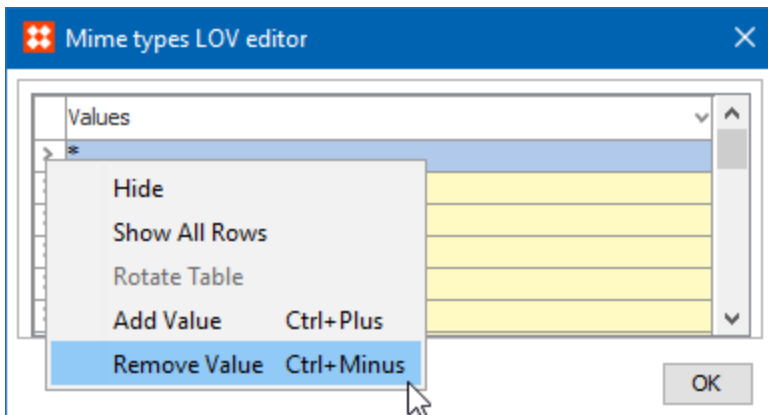 Mime types LOV editor
Values
*
Hide
Show All Rows
Rotate Table
Add Value Ctrl+Plus
Remove Value Ctrl+Minus
OK